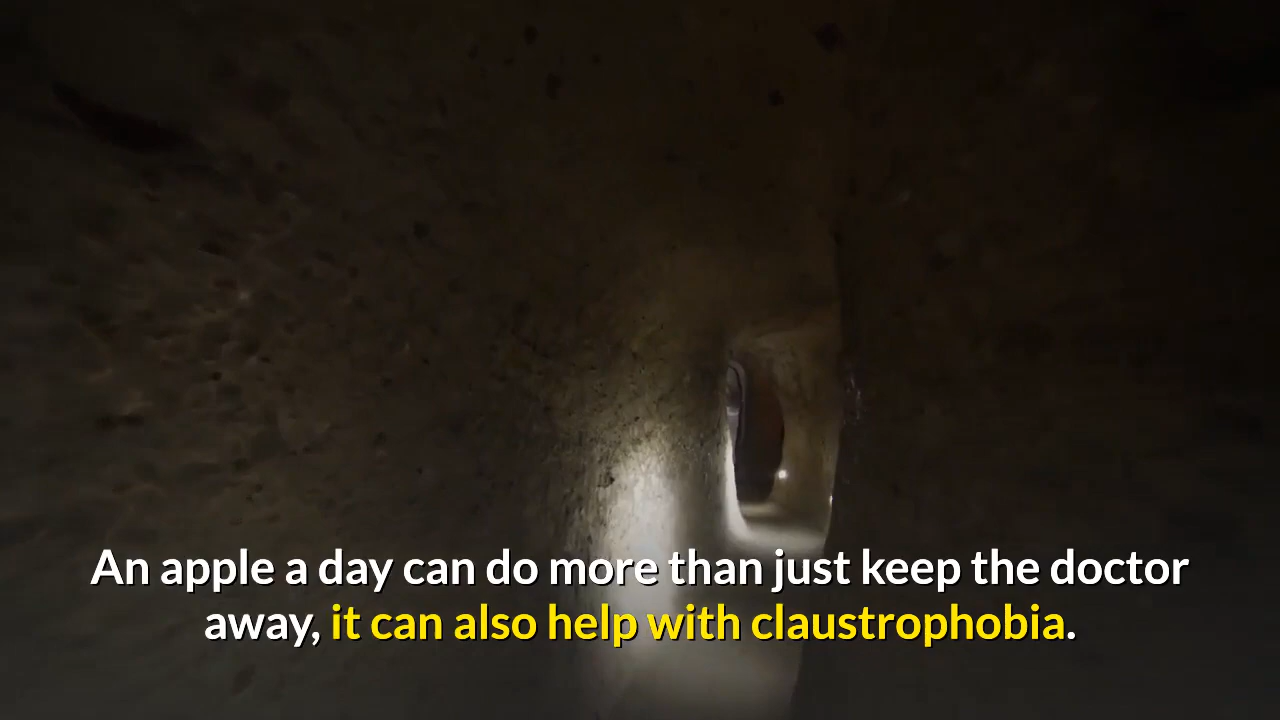 An apple a day can do more than just keep the doctor
away, it can also help with claustrophobia.